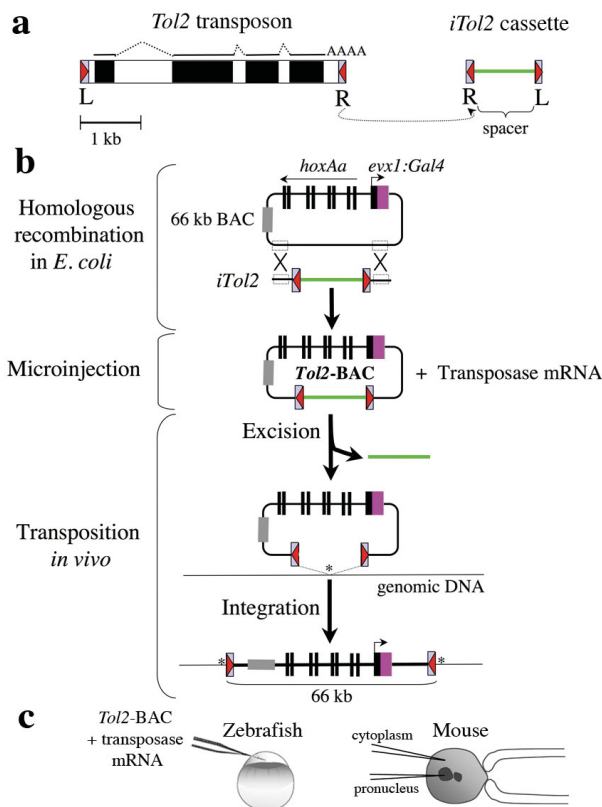 a
Tol2 transposon
iTol2 cassette
AAAA
L
R
R
L
1 kb
spacer
b
Homologous
recombination
in E. coli
hoxAa
evx1:Gal4
66 kb BAC
iTol2
Microinjection
Tol2-BAC
+ Transposase mRNA
Excision
Transposition
in vivo
*
genomic DNA
Integration
*
*
66 kb
c
Tol2-BAC
+ transposase
mRNA
Zebrafish
Mouse
cytoplasm
pronucleus